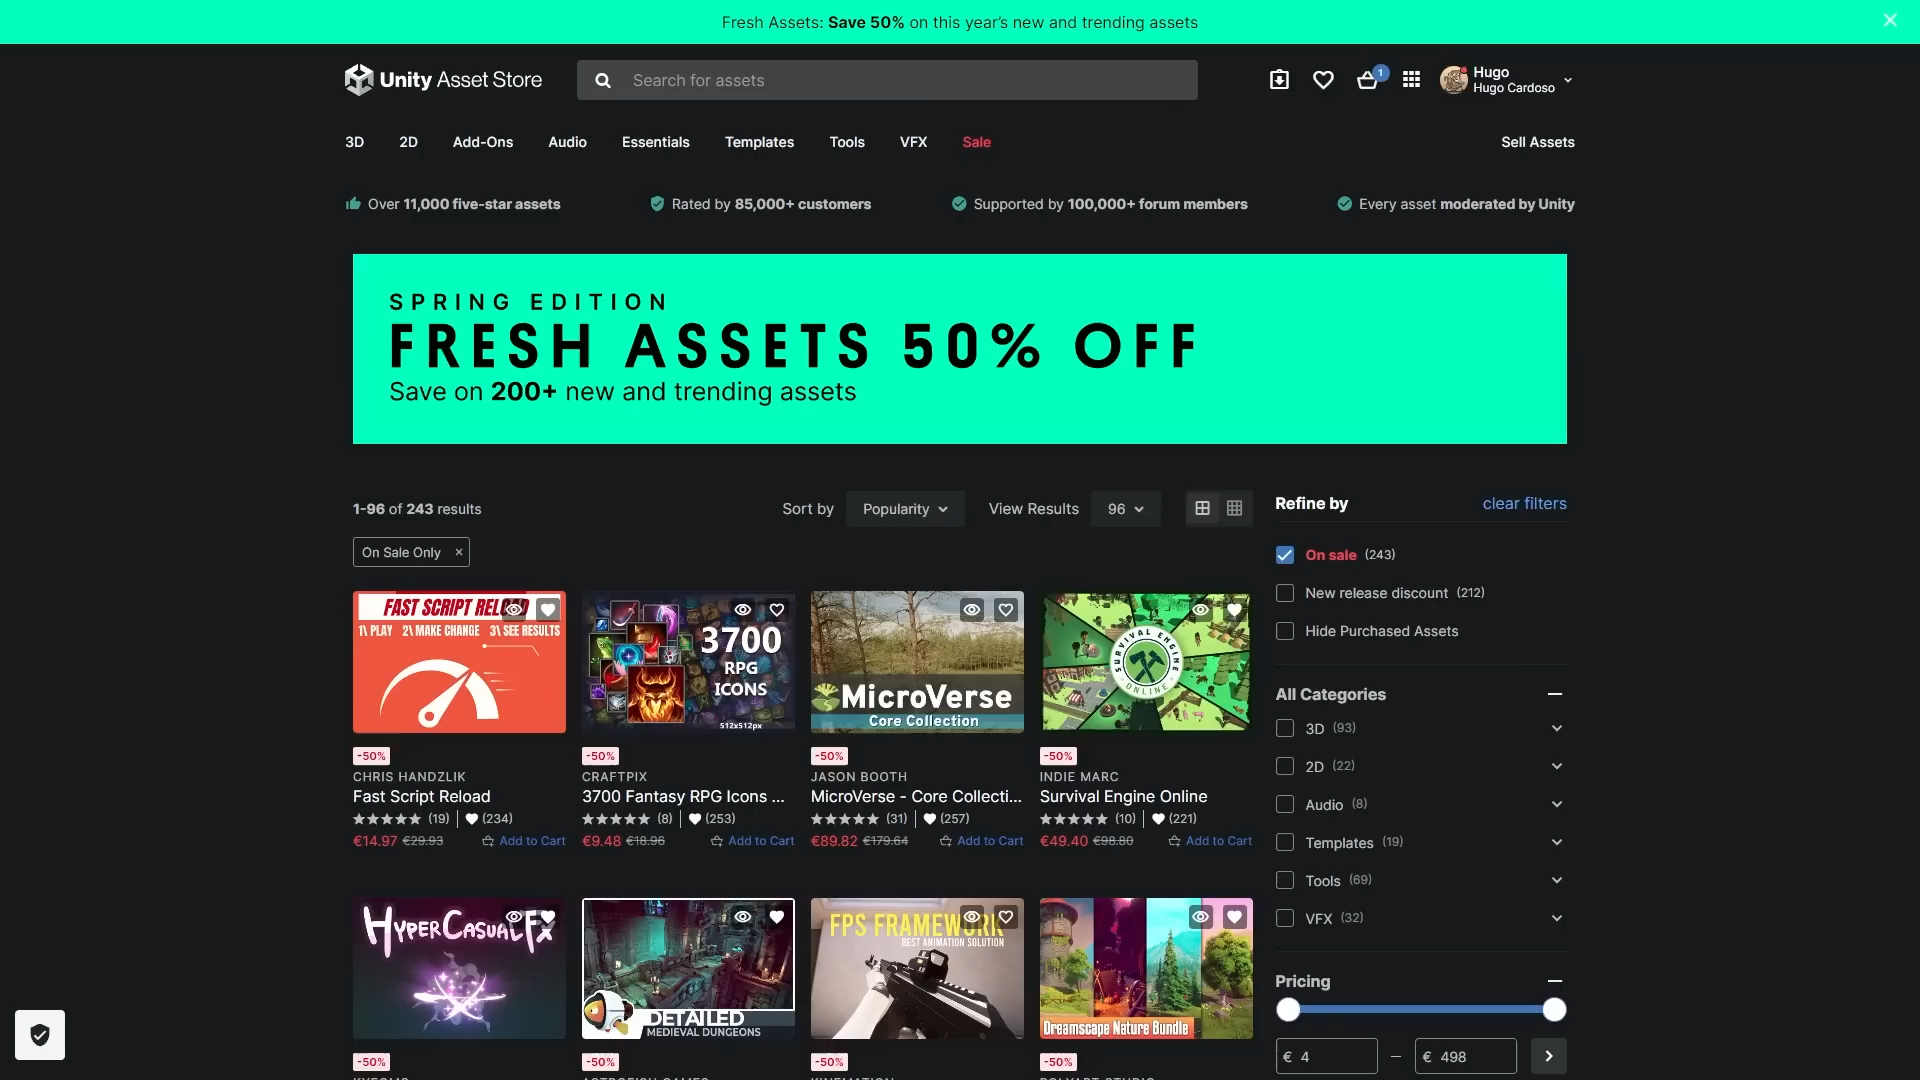 Fresh Assets: Save 50% on this year's new and trending assets
Unity Asset Store
Search for assets
1
Hugo
Hugo Cardoso
3D 2D Add-Ons Audio Essentials Templates Tools VFX Sale Sell Assets
Over 11,000 five-star assets Rated by 85,000+ customers Supported by 100,000+ forum members Every asset moderated by Unity
SPRING EDITION
FRESH ASSETS 50% OFF
Save on 200+ new and trending assets
1-96 of 243 results
Sort by Popularity View Results 96
On Sale Only ×
FAST SCRIPT RELOAD
1\ PLAY 2\ MAKE CHANGE 3\ SEE RESULTS
-50%
CHRIS HANDZLIK
Fast Script Reload
(19) (234)
€14.97 €29.93 Add to Cart
3700
RPG
ICONS
512x512px
-50%
CRAFTPIX
3700 Fantasy RPG Icons ...
(8) (253)
€9.48 €18.96 Add to Cart
MicroVerse
Core Collection
-50%
JASON BOOTH
MicroVerse - Core Collecti...
(31) (257)
€89.82 €179.64 Add to Cart
SURVIVAL ENGINE
ONLINE
-50%
INDIE MARC
Survival Engine Online
(10) (221)
€49.40 €98.80 Add to Cart
HYPERCASUALFX
-50%
DETAILED
MEDIEVAL DUNGEONS
-50%
FPS FRAMEWORK
BEST ANIMATION SOLUTION
-50%
Dreamscape Nature Bundle
-50%
Refine by clear filters
On sale (243)
New release discount (212)
Hide Purchased Assets
All Categories
3D (93)
2D (22)
Audio (8)
Templates (19)
Tools (69)
VFX (32)
Pricing
€ 4 — € 498